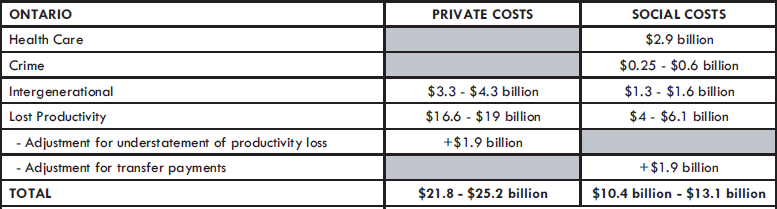 ONTARIO PRIVATE COSTS SOCIAL COSTS
Health Care $2.9 billion
Crime $0.25 - $0.6 billion
Intergenerational $3.3 - $4.3 billion $1.3 - $1.6 billion
Lost Productivity $16.6 - $19 billion $4 - $6.1 billion
- Adjustment for understatement of productivity loss +$1.9 billion
- Adjustment for transfer payments +$1.9 billion
TOTAL $21.8 - $25.2 billion $10.4 billion - $13.1 billion